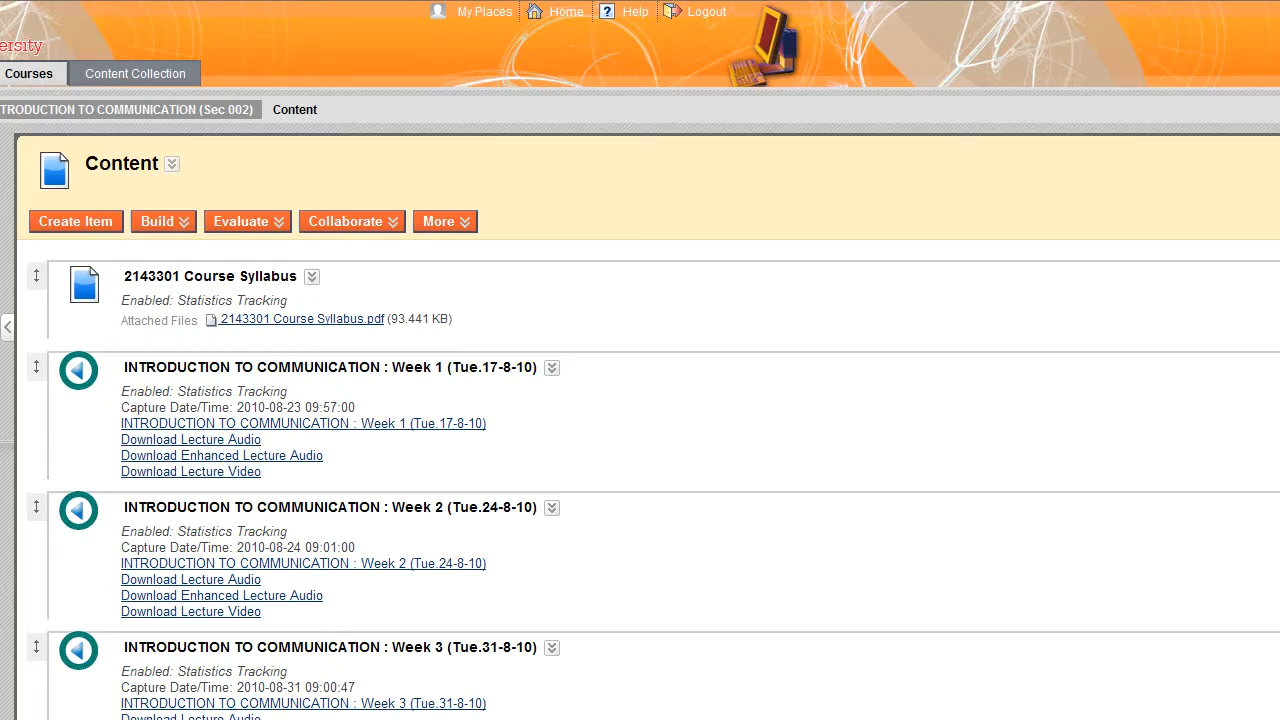 My Places Home Help Logout
ersity
Courses Content Collection
TRODUCTION TO COMMUNICATION (Sec 002) Content
Content
Create Item Build Evaluate Collaborate More
2143301 Course Syllabus
Enabled: Statistics Tracking
Attached Files 2143301 Course Syllabus.pdf (93.441 KB)
INTRODUCTION TO COMMUNICATION : Week 1 (Tue.17-8-10)
Enabled: Statistics Tracking
Capture Date/Time: 2010-08-23 09:57:00
INTRODUCTION TO COMMUNICATION : Week 1 (Tue.17-8-10)
Download Lecture Audio
Download Enhanced Lecture Audio
Download Lecture Video
INTRODUCTION TO COMMUNICATION : Week 2 (Tue.24-8-10)
Enabled: Statistics Tracking
Capture Date/Time: 2010-08-24 09:01:00
INTRODUCTION TO COMMUNICATION : Week 2 (Tue.24-8-10)
Download Lecture Audio
Download Enhanced Lecture Audio
Download Lecture Video
INTRODUCTION TO COMMUNICATION : Week 3 (Tue.31-8-10)
Enabled: Statistics Tracking
Capture Date/Time: 2010-08-31 09:00:47
INTRODUCTION TO COMMUNICATION : Week 3 (Tue.31-8-10)
Download Lecture Audio